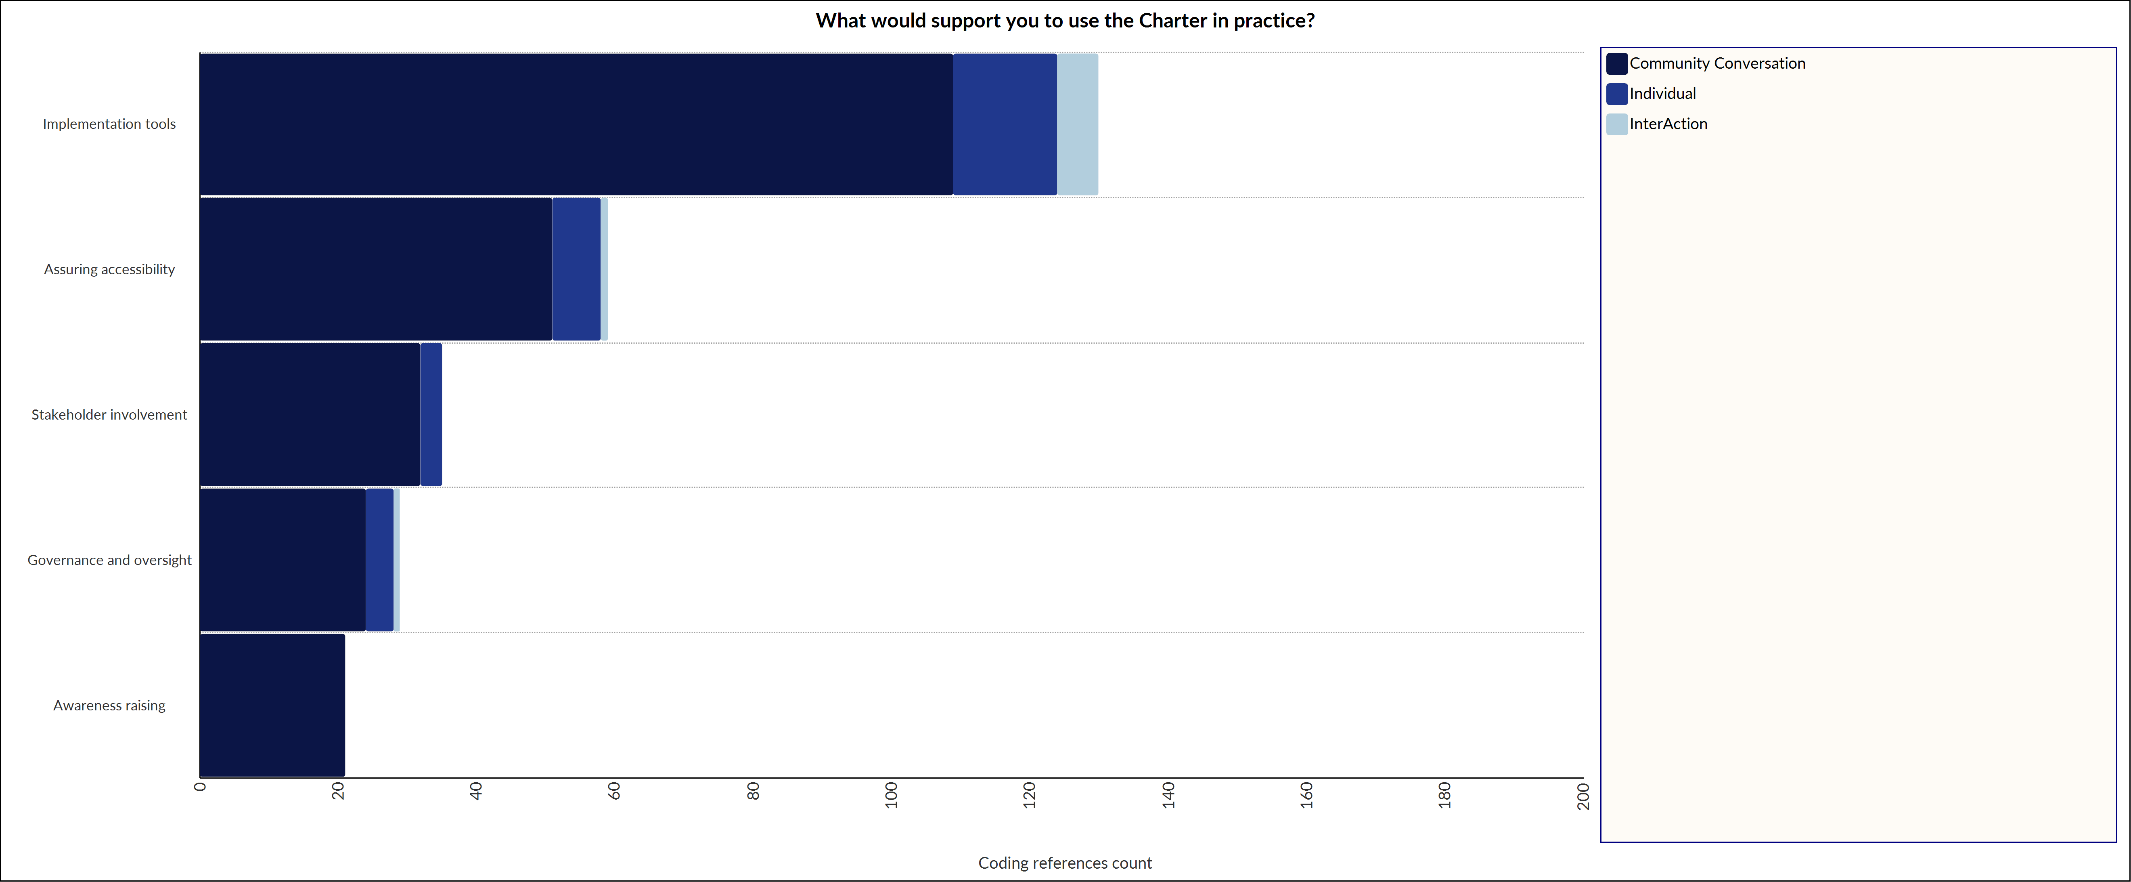 What would support you to use the Charter in practice?
Community Conversation
Individual
InterAction
Implementation tools
Assuring accessibility
Stakeholder involvement
Governance and oversight
Awareness raising
0 20 40 60 80 100 120 140 160 180 200
Coding references count